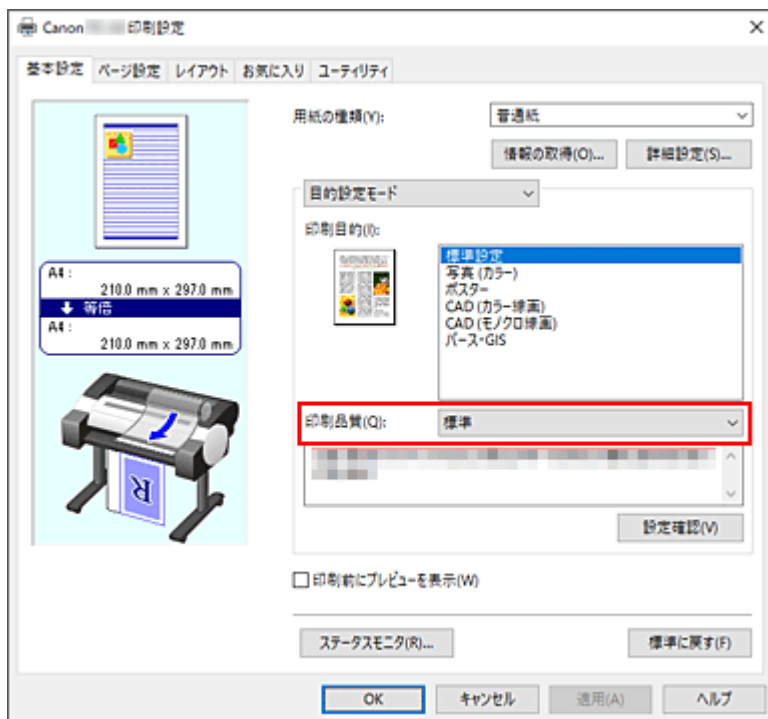 Canon 印刷設定
基本設定 ページ設定 レイアウト お気に入り ユーティリティ
用紙の種類(Y): 普通紙
情報の取得(O)... 詳細設定(S)...
目的設定モード
印刷目的(I):
標準設定
写真 (カラー)
ポスター
CAD (カラー線画)
CAD (モノクロ線画)
パース・GIS
A4 :
210.0 mm x 297.0 mm
等倍
A4 :
210.0 mm x 297.0 mm
R
印刷品質(Q): 標準
設定確認(V)
印刷前にプレビューを表示(W)
ステータスモニタ(R)... 標準に戻す(F)
OK キャンセル 適用(A) ヘルプ